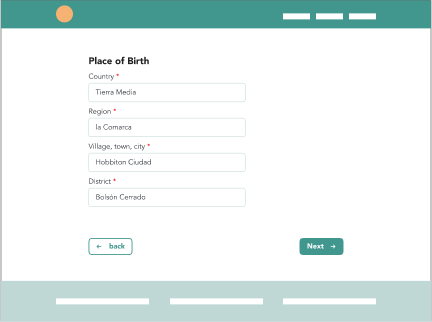 Place of Birth
Country *
Tierra Media
Region *
la Comarca
Village, town, city *
Hobbiton Ciudad
District *
Bolsón Cerrado
← back
Next →